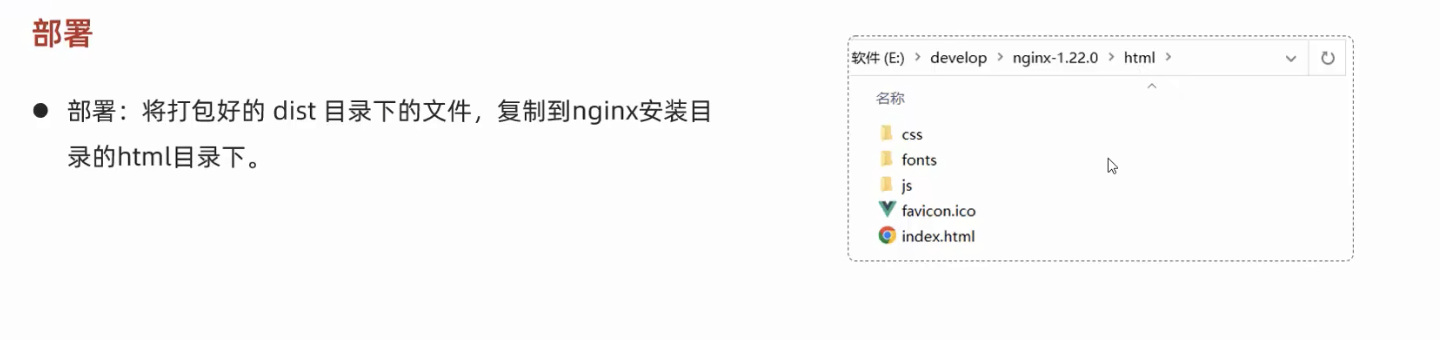 部署
● 部署：将打包好的 dist 目录下的文件，复制到nginx安装目
录的html目录下。
软件 (E:) > develop > nginx-1.22.0 > html >
名称
css
fonts
js
favicon.ico
index.html